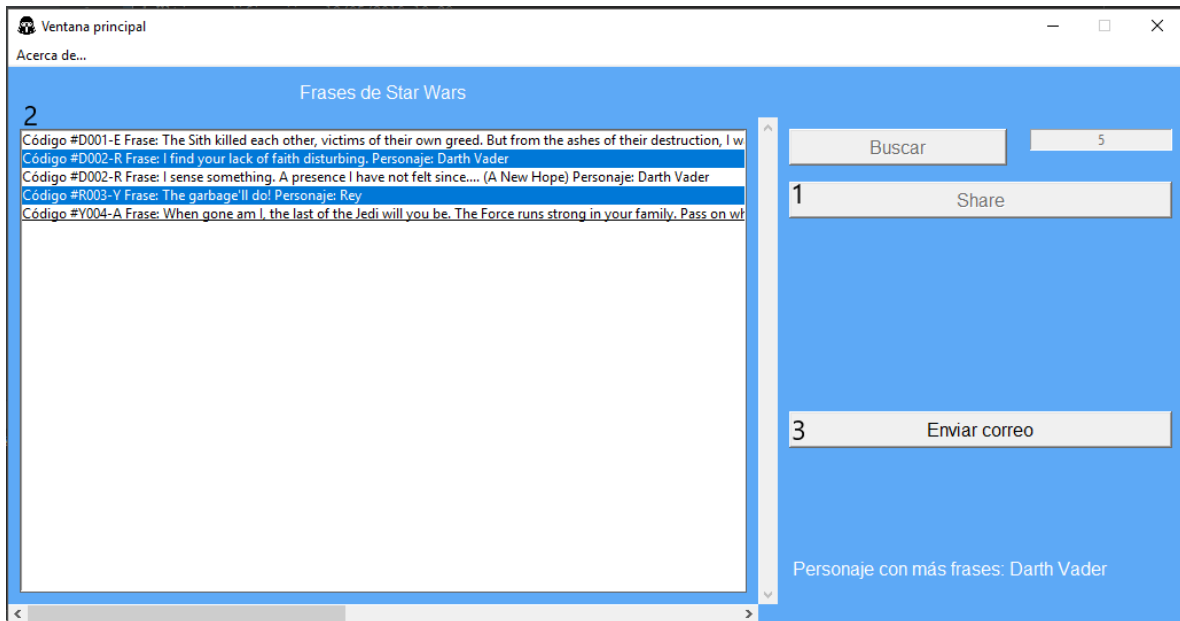 Ventana principal
Acerca de...
Frases de Star Wars
2
Código #D001-E Frase: The Sith killed each other, victims of their own greed. But from the ashes of their destruction, I w
Código #D002-R Frase: I find your lack of faith disturbing. Personaje: Darth Vader
Código #D002-R Frase: I sense something. A presence I have not felt since.... (A New Hope) Personaje: Darth Vader
Código #R003-Y Frase: The garbage'll do! Personaje: Rey
Código #Y004-A Frase: When gone am I, the last of the Jedi will you be. The Force runs strong in your family. Pass on wh
Buscar
5
1 Share
3 Enviar correo
Personaje con más frases: Darth Vader